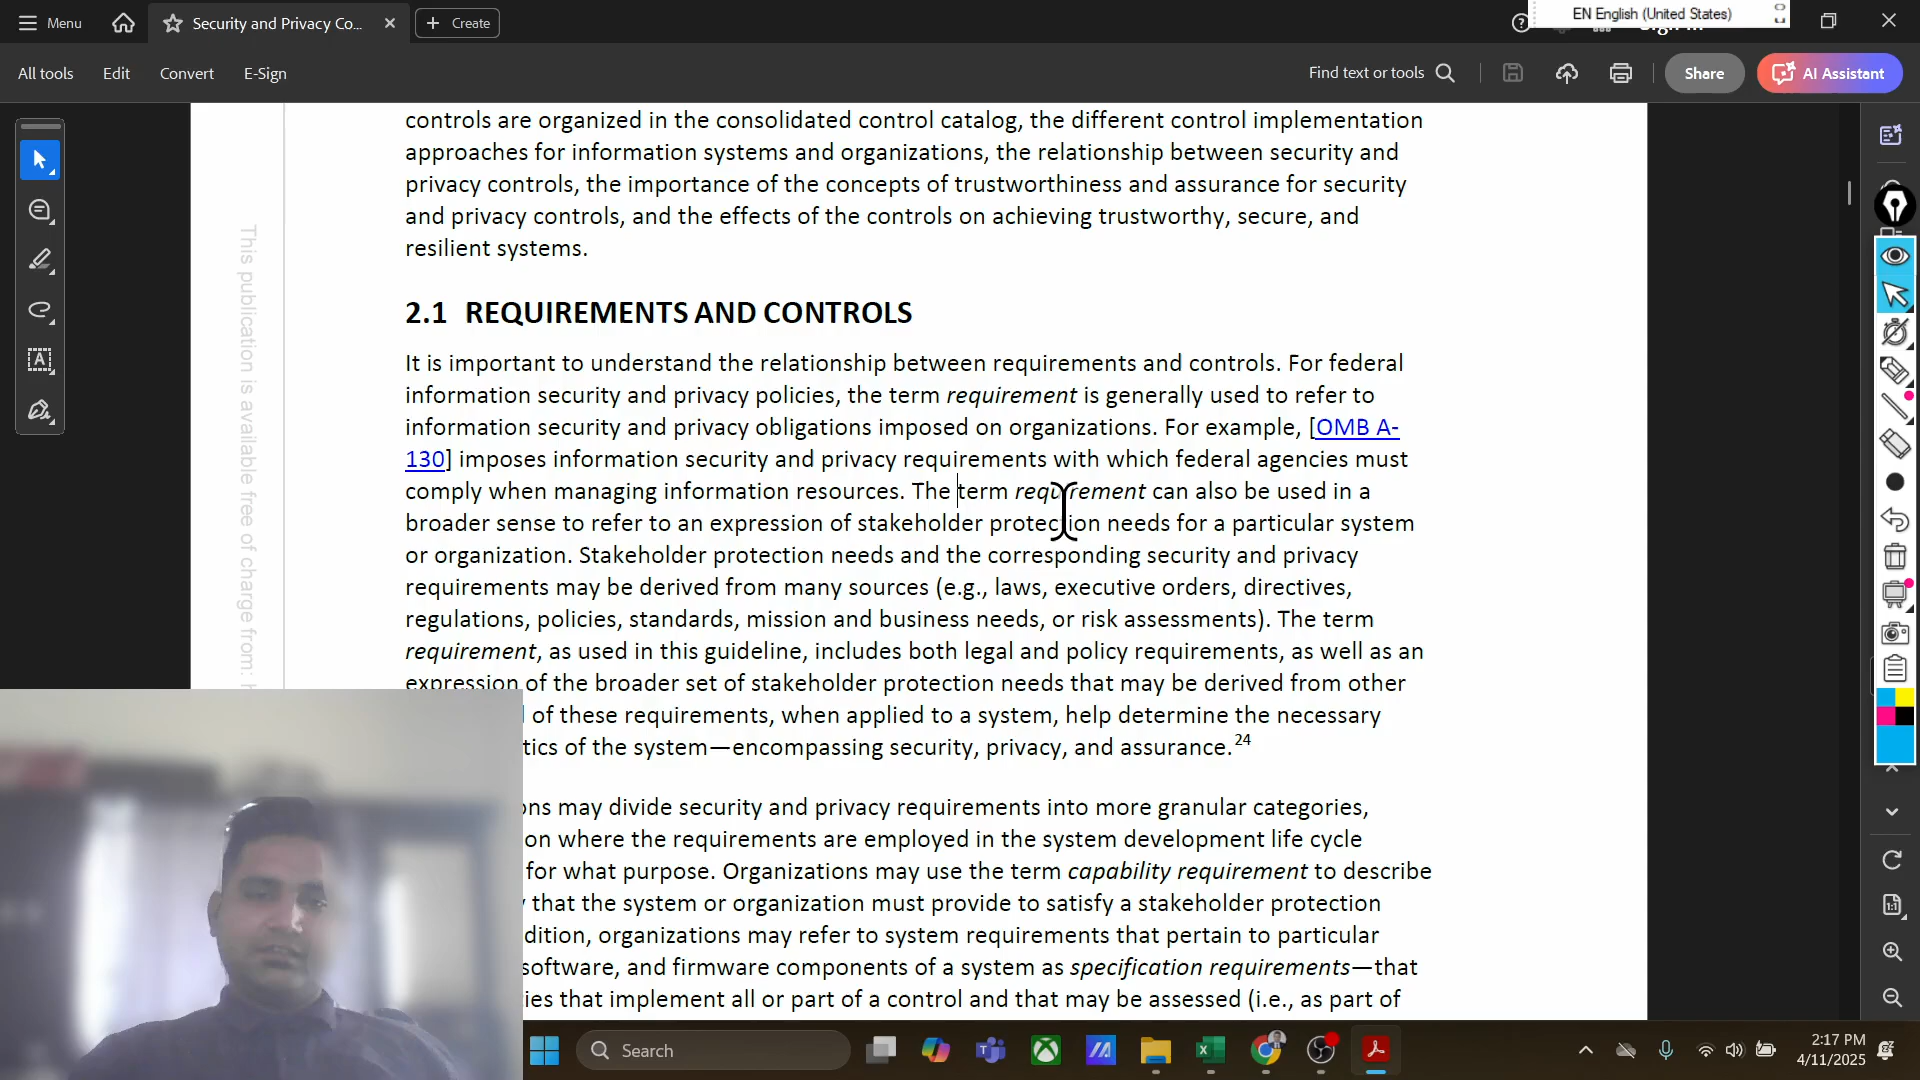 Menu
Security and Privacy Co...
Create
EN English (United States)
All tools
Edit
Convert
E-Sign
Find text or tools
Share
AI Assistant
controls are organized in the consolidated control catalog, the different control implementation
approaches for information systems and organizations, the relationship between security and
privacy controls, the importance of the concepts of trustworthiness and assurance for security
and privacy controls, and the effects of the controls on achieving trustworthy, secure, and
resilient systems.
This publication is available free of charge from:
2.1 REQUIREMENTS AND CONTROLS
It is important to understand the relationship between requirements and controls. For federal
information security and privacy policies, the term requirement is generally used to refer to
information security and privacy obligations imposed on organizations. For example, [OMB A-
130] imposes information security and privacy requirements with which federal agencies must
comply when managing information resources. The term requirement can also be used in a
broader sense to refer to an expression of stakeholder protection needs for a particular system
or organization. Stakeholder protection needs and the corresponding security and privacy
requirements may be derived from many sources (e.g., laws, executive orders, directives,
regulations, policies, standards, mission and business needs, or risk assessments). The term
requirement, as used in this guideline, includes both legal and policy requirements, as well as an
expression of the broader set of stakeholder protection needs that may be derived from other
of these requirements, when applied to a system, help determine the necessary
tics of the system—encompassing security, privacy, and assurance.24
ons may divide security and privacy requirements into more granular categories,
on where the requirements are employed in the system development life cycle
for what purpose. Organizations may use the term capability requirement to describe
that the system or organization must provide to satisfy a stakeholder protection
dition, organizations may refer to system requirements that pertain to particular
software, and firmware components of a system as specification requirements—that
ies that implement all or part of a control and that may be assessed (i.e., as part of
Search
2:17 PM
4/11/2025